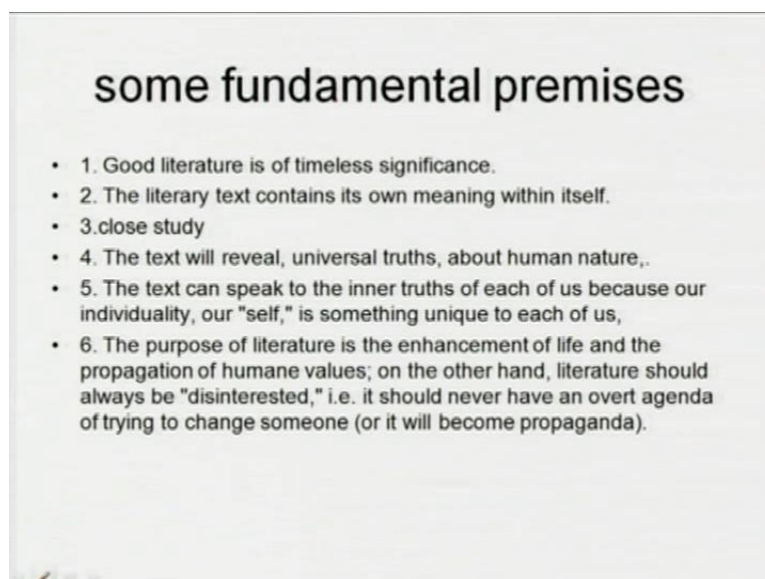 some fundamental premises
• 1. Good literature is of timeless significance.
• 2. The literary text contains its own meaning within itself.
• 3.close study
• 4. The text will reveal, universal truths, about human nature,.
• 5. The text can speak to the inner truths of each of us because our
individuality, our "self," is something unique to each of us,
• 6. The purpose of literature is the enhancement of life and the
propagation of humane values; on the other hand, literature should
always be "disinterested," i.e. it should never have an overt agenda
of trying to change someone (or it will become propaganda).